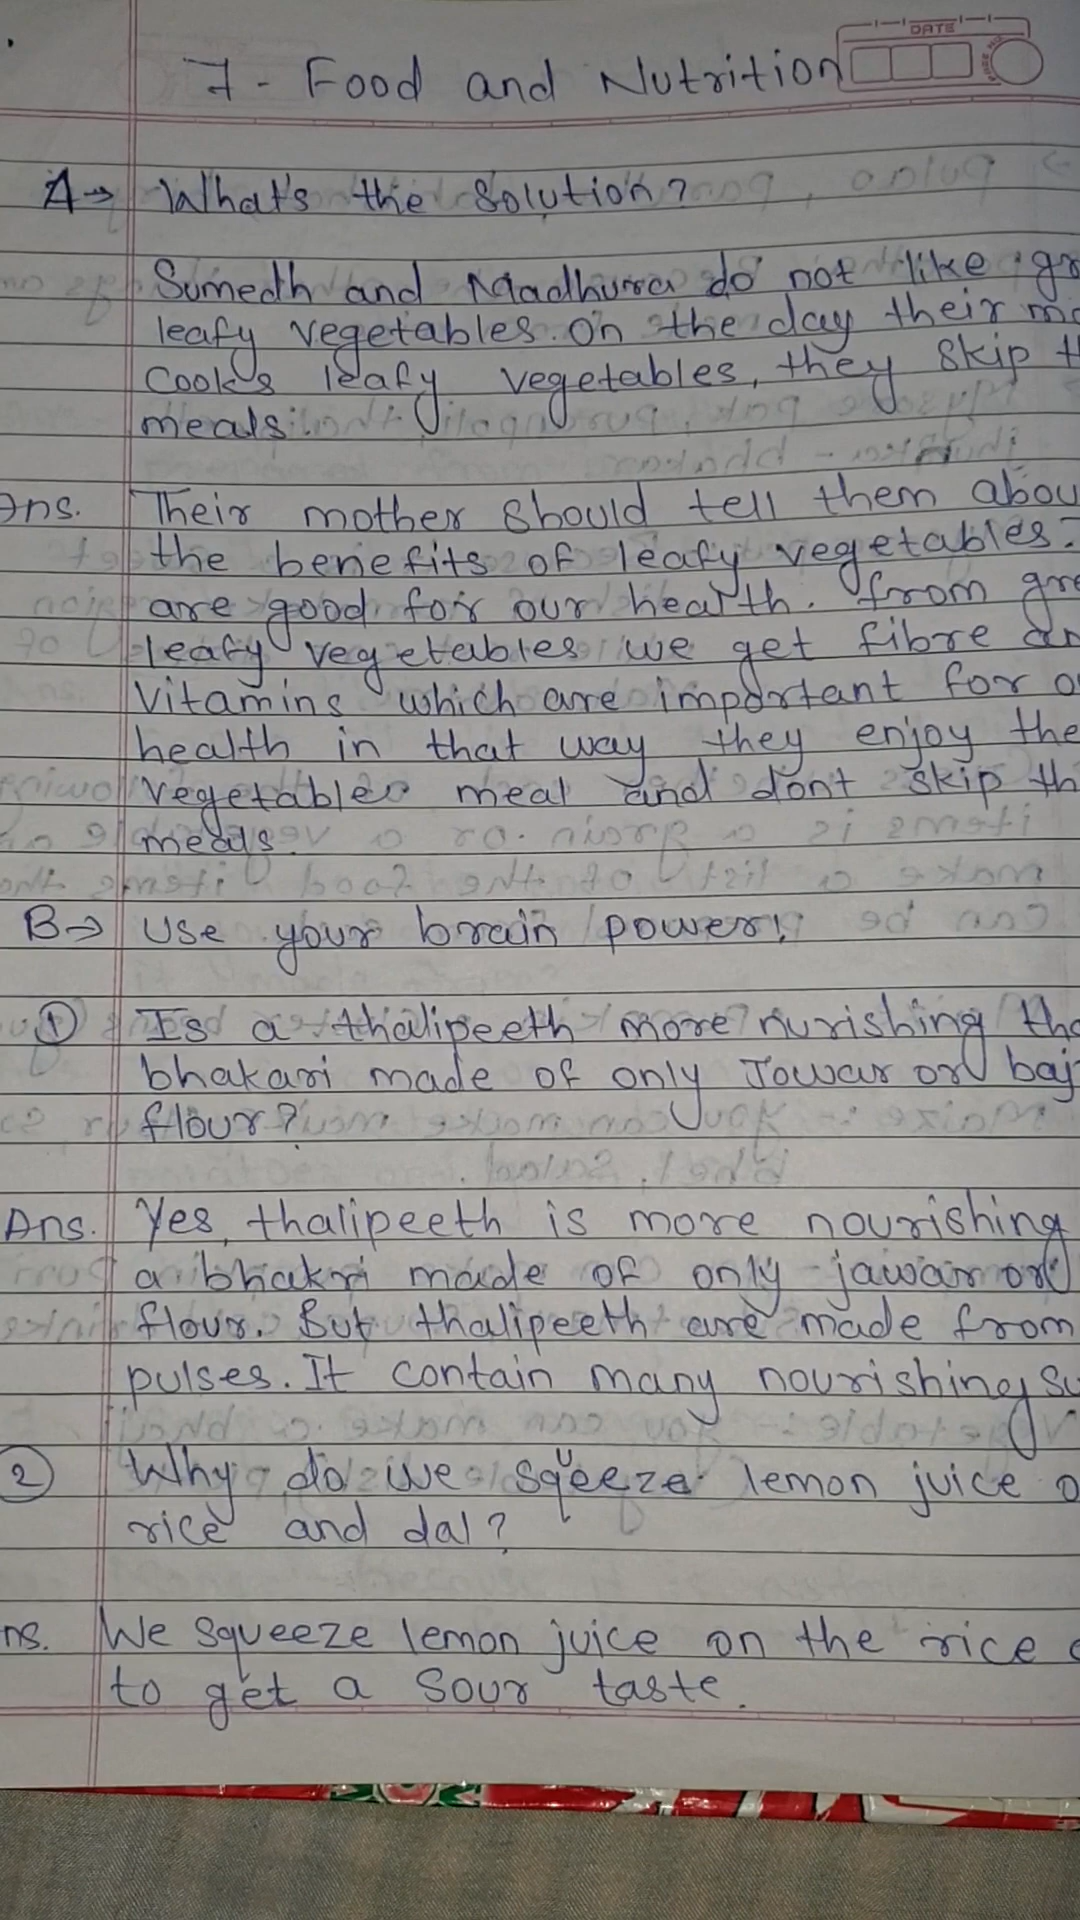 DATE
7 - Food and Nutrition
A→ What's the solution?
Sumedh and Madhura do not like
leafy vegetables. On the day their
cooks leafy vegetables, they skip
meals.
Ans. Their mother should tell them
the benefits of leafy vegetables.
are good for our health. from
leafy vegetables we get fibre
vitamins which are important for
health in that way they enjoy the
vegetables meal and dont skip
meals.
B→ Use your brain power!
① Is a thalipeeth more nurishing
bhakari made of only Jowar or
flour?
Ans. Yes, thalipeeth is more nourishing
a bhakri made of only jawar or
flour. But thalipeeth are made from
pulses. It contain many nourishing
② Why do we squeeze lemon juice
rice and dal?
ns. We squeeze lemon juice on the rice
to get a sour taste.